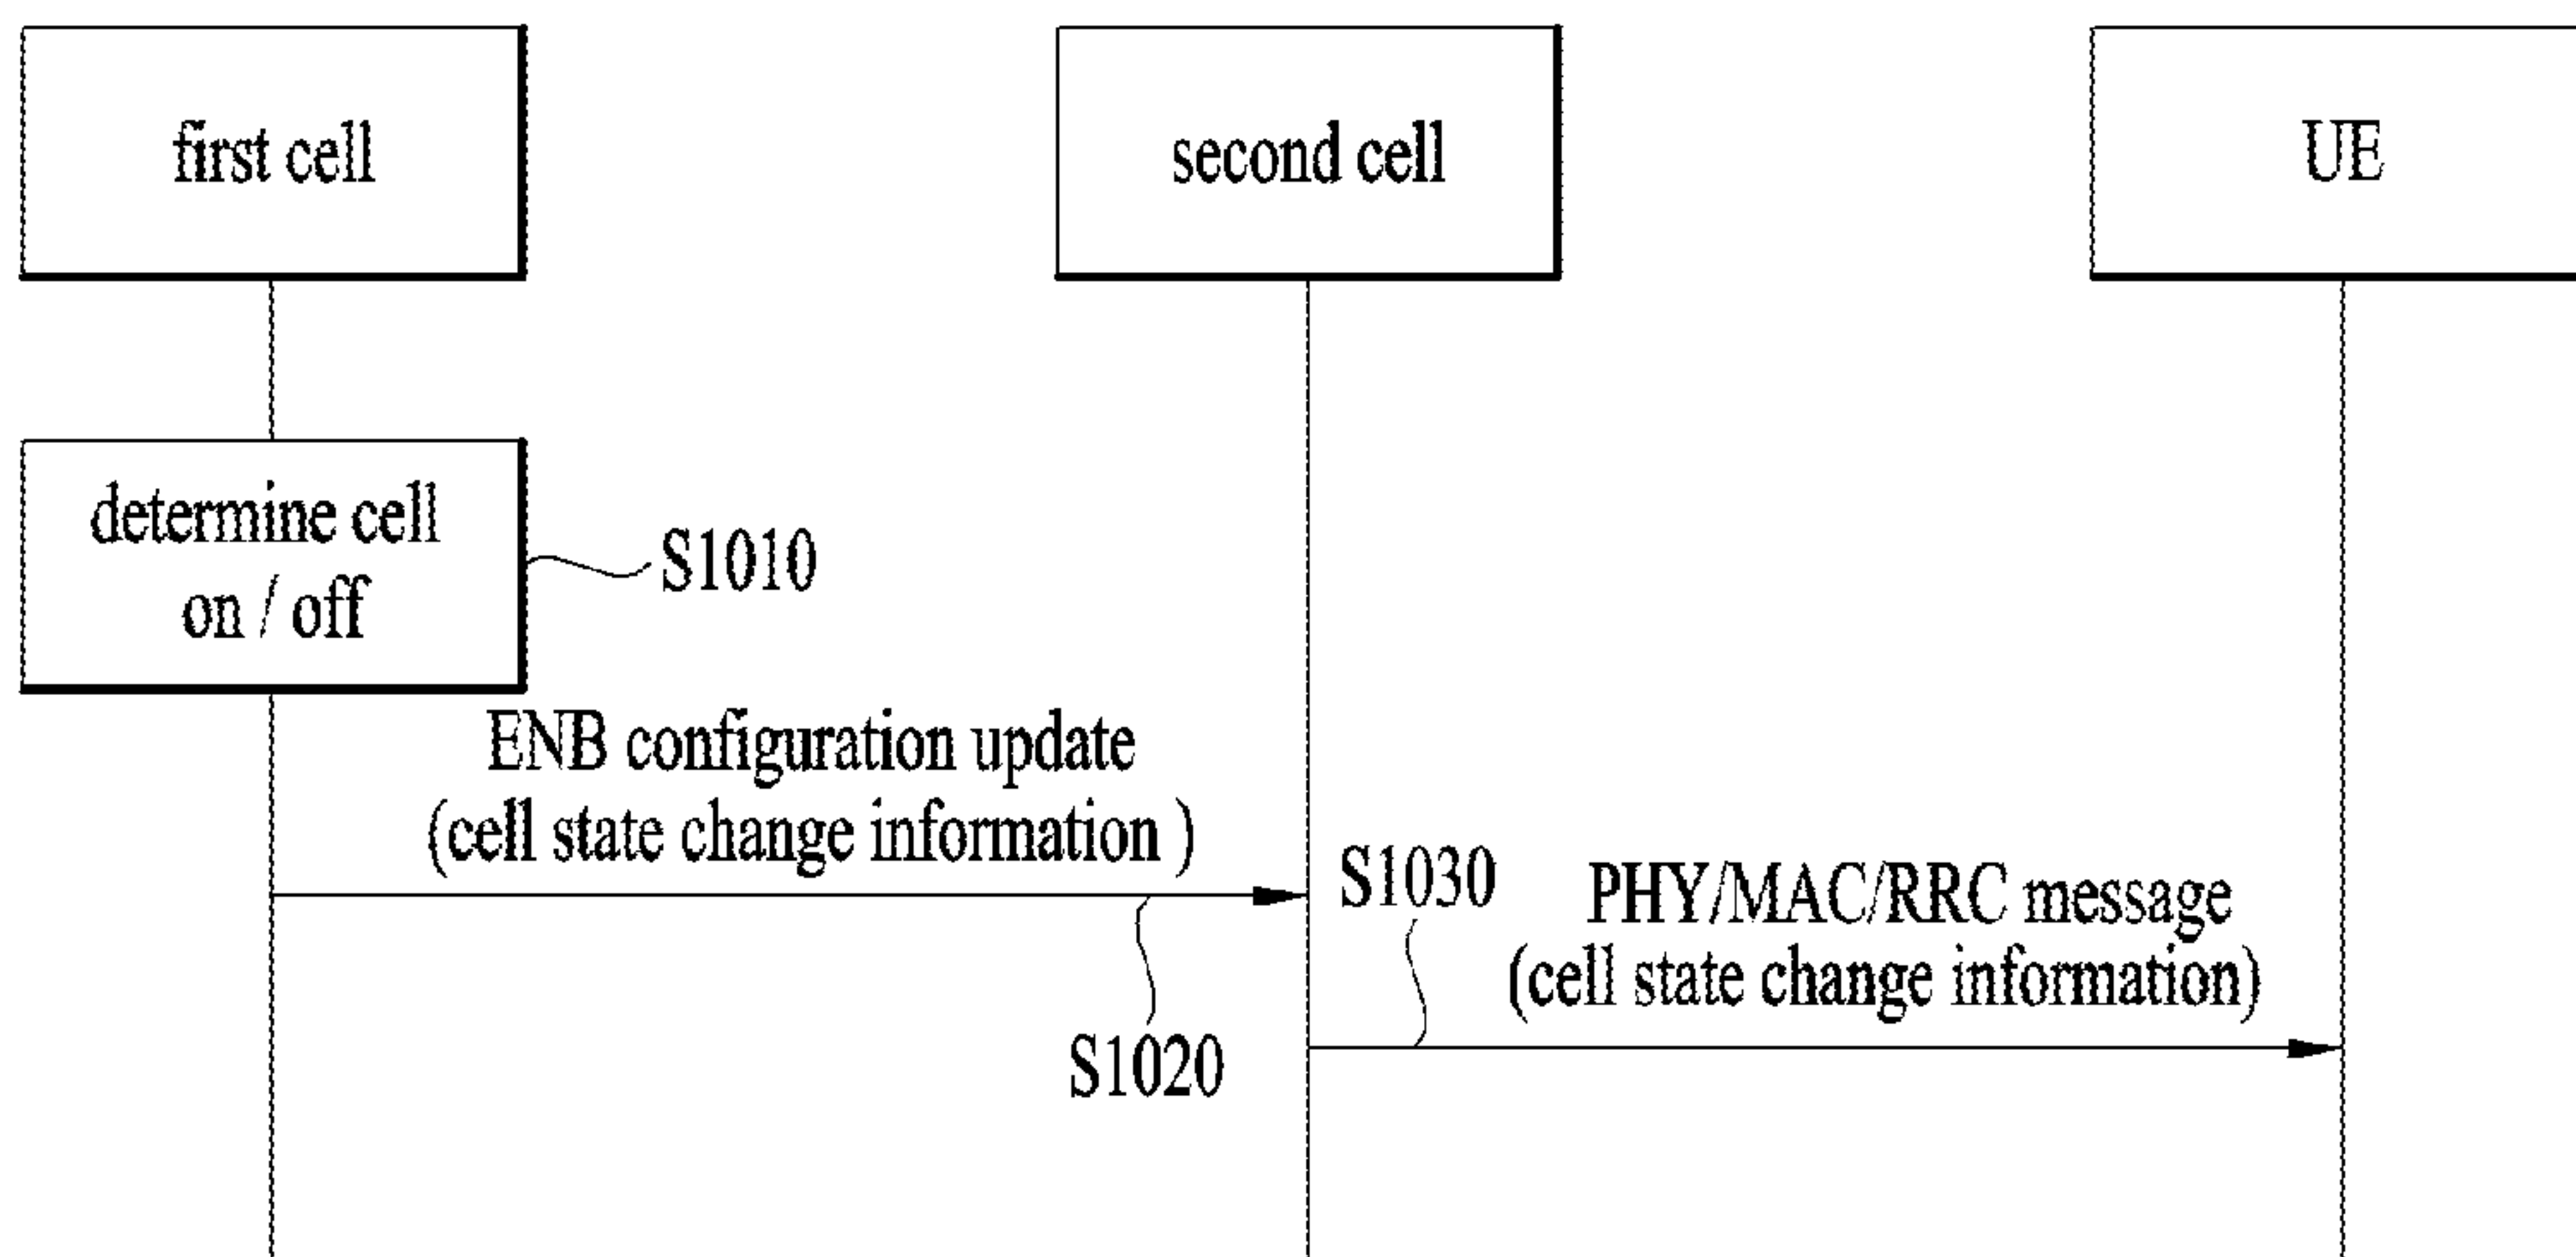 first cell
second cell
UE
determine cell
on / off
S1010
ENB configuration update
(cell state change information )
S1020
S1030
PHY/MAC/RRC message
(cell state change information)